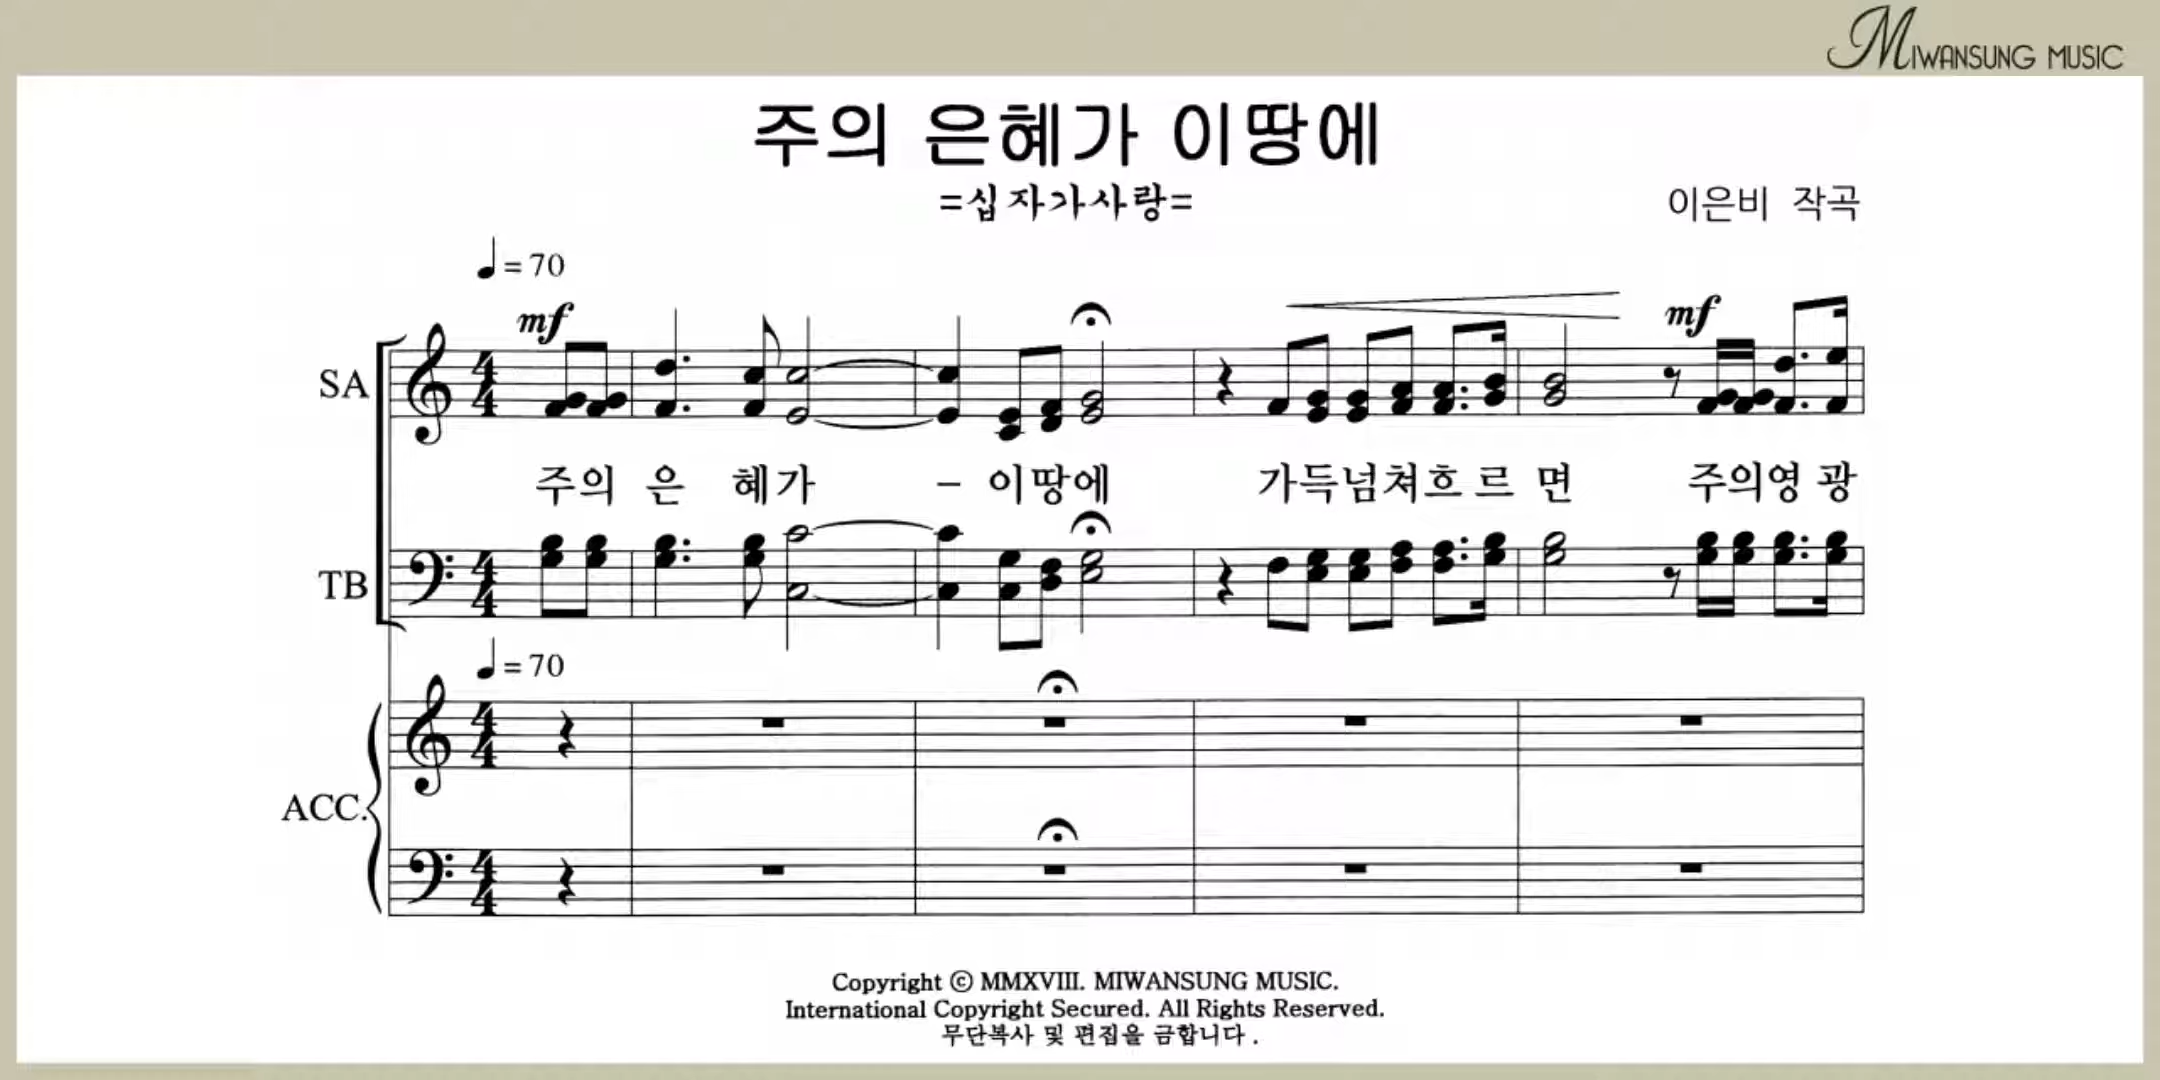 MIWANSUNG MUSIC
주의 은혜가 이땅에
=십자가사랑=
이은비 작곡
♩= 70
mf mf
SA
주의 은 혜가 – 이땅에 가득넘쳐흐 르 면 주의영 광
TB
♩= 70
ACC.
Copyright ⓒ MMXVIII. MIWANSUNG MUSIC.
International Copyright Secured. All Rights Reserved.
무단복사 및 편집을 금합니다.